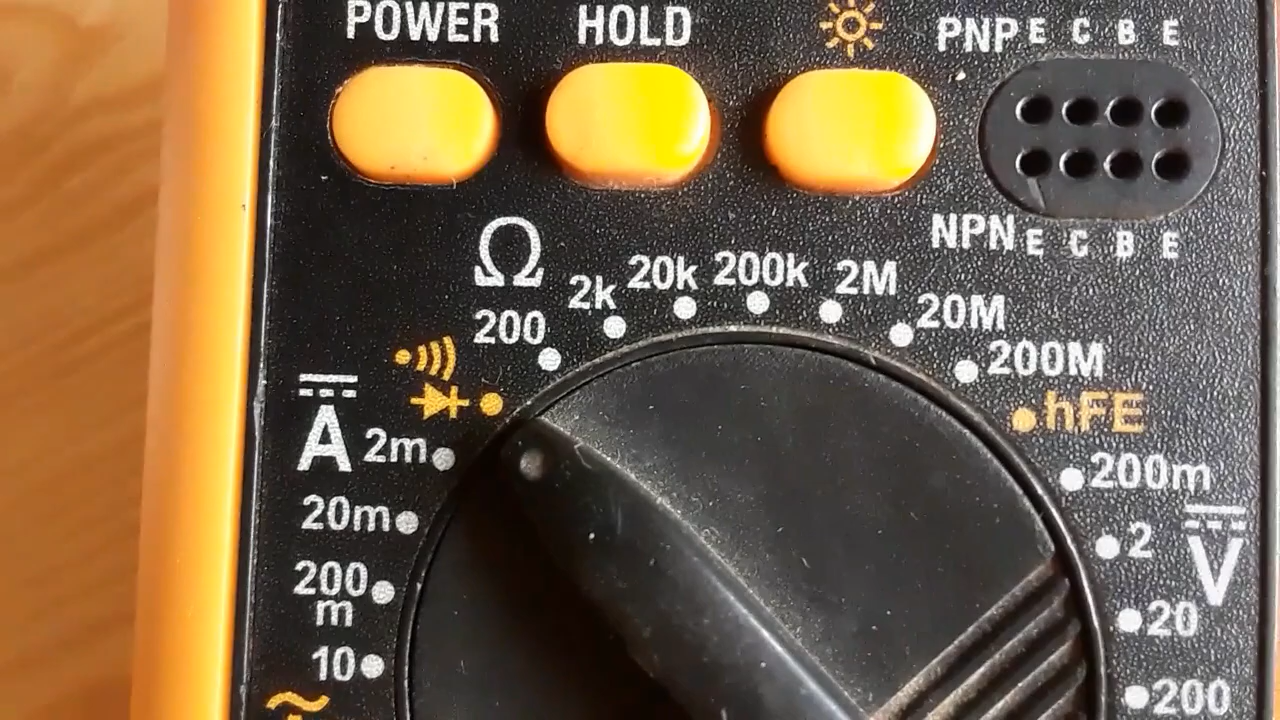 POWER HOLD
PNP E C B E
NPN E C B E
Ω
200
2k
20k
200k
2M
20M
200M
hFE
A
2m
20m
200
m
10
~
200m
2
V
20
200